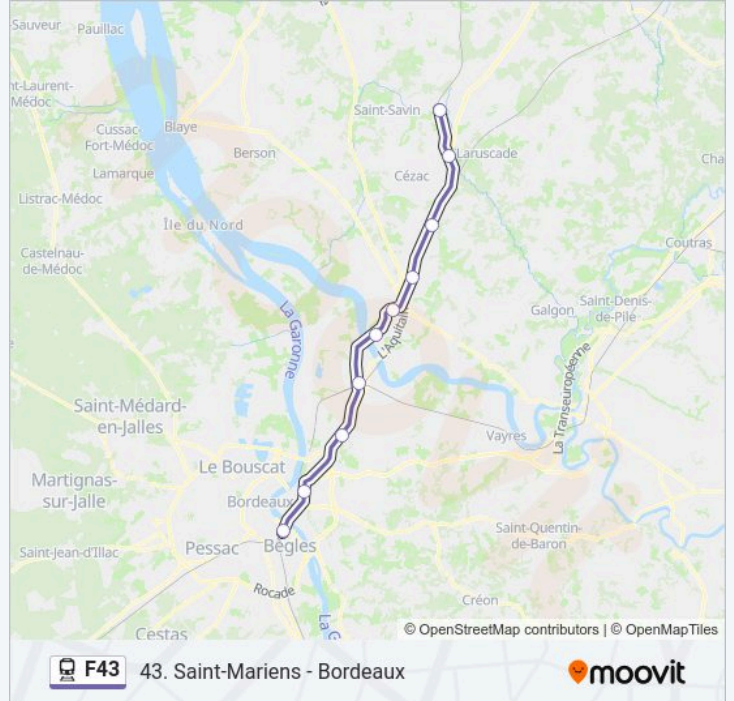 Sauveur
Pauillac
nt-Laurent-
Médoc
Saint-Savin
Cussac-
Fort-Médoc
Blaye
Berson
Laruscade
Cha
Cézac
Lamarque
Listrac-Médoc
Île du Nord
Castelnau-
de-Médoc
Coutras
La Garonne
L'Aquitain
Galgon
Saint-Denis-
de-Pile
La Transeuropéenne
Saint-Médard-
en-Jalles
Vayres
Le Bouscat
Martignas-
sur-Jalle
Bordeaux
Saint-Quentin-
de-Baron
Saint-Jean-d'Illac
Pessac
Bègles
Rocade
Créon
Cestas
La G
© OpenStreetMap contributors | © OpenMapTiles
F43
43. Saint-Mariens - Bordeaux
moovit